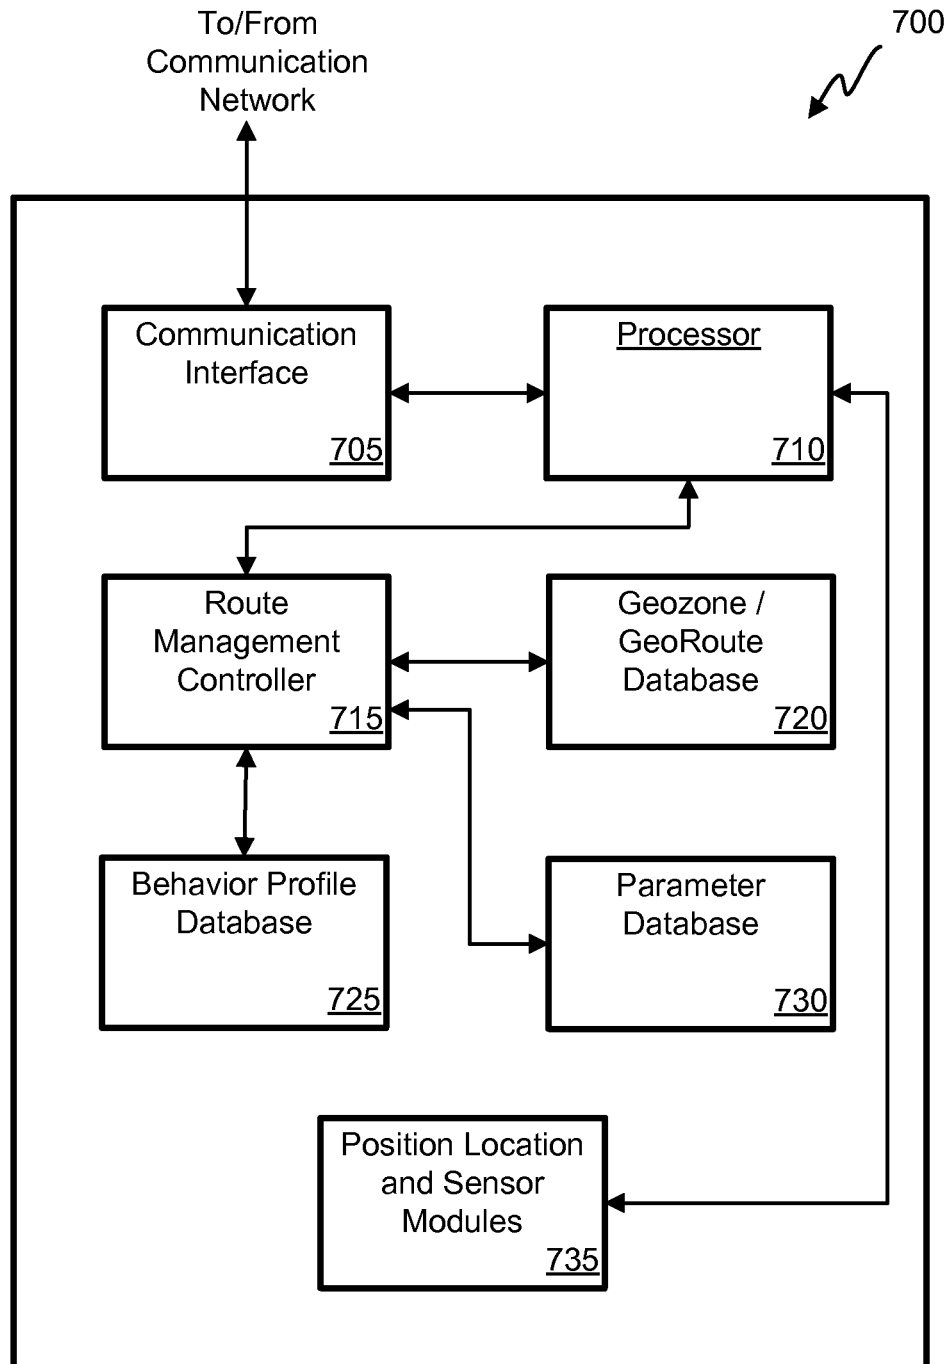 To/From
Communication
Network
700
Communication
Interface
705
Processor
710
Route
Management
Controller
715
Geozone /
GeoRoute
Database
720
Behavior Profile
Database
725
Parameter
Database
730
Position Location
and Sensor
Modules
735